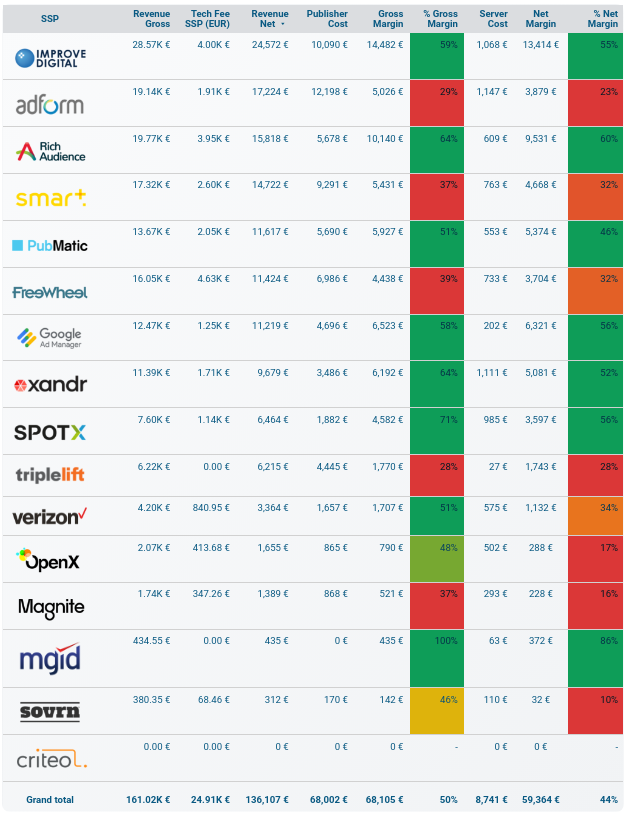 SSP Revenue Gross Tech Fee SSP (EUR) Revenue Net Publisher Cost Gross Margin % Gross Margin Server Cost Net Margin % Net Margin
IMPROVE DIGITAL 28.57K € 4.00K € 24,572 € 10,090 € 14,482 € 59% 1,068 € 13,414 € 55%
adform 19.14K € 1.91K € 17,224 € 12,198 € 5,026 € 29% 1,147 € 3,879 € 23%
Rich Audience 19.77K € 3.95K € 15,818 € 5,678 € 10,140 € 64% 609 € 9,531 € 60%
smart 17.32K € 2.60K € 14,722 € 9,291 € 5,431 € 37% 763 € 4,668 € 32%
PubMatic 13.67K € 2.05K € 11,617 € 5,690 € 5,927 € 51% 553 € 5,374 € 46%
FreeWheel 16.05K € 4.63K € 11,424 € 6,986 € 4,438 € 39% 733 € 3,704 € 32%
Google Ad Manager 12.47K € 1.25K € 11,219 € 4,696 € 6,523 € 58% 202 € 6,321 € 56%
xandr 11.39K € 1.71K € 9,679 € 3,486 € 6,192 € 64% 1,111 € 5,081 € 52%
SPOTX 7.60K € 1.14K € 6,464 € 1,882 € 4,582 € 71% 985 € 3,597 € 56%
triplelift 6.22K € 0.00 € 6,215 € 4,445 € 1,770 € 28% 27 € 1,743 € 28%
verizon 4.20K € 840.95 € 3,364 € 1,657 € 1,707 € 51% 575 € 1,132 € 34%
OpenX 2.07K € 413.68 € 1,655 € 865 € 790 € 48% 502 € 288 € 17%
Magnite 1.74K € 347.26 € 1,389 € 868 € 521 € 37% 293 € 228 € 16%
mgid 434.55 € 0.00 € 435 € 0 € 435 € 100% 63 € 372 € 86%
sovrn 380.35 € 68.46 € 312 € 170 € 142 € 46% 110 € 32 € 10%
criteo 0.00 € 0.00 € 0 € 0 € 0 € - 0 € 0 € -
Grand total 161.02K € 24.91K € 136,107 € 68,002 € 68,105 € 50% 8,741 € 59,364 € 44%